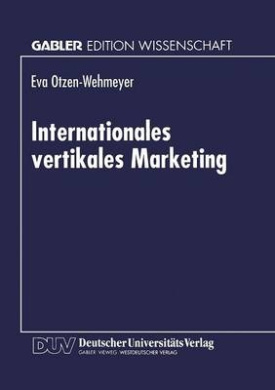 GABLER EDITION WISSENSCHAFT
Eva Otzen-Wehmeyer
Internationales
vertikales Marketing
DUV Deutscher Universitäts Verlag
GABLER VIEWEG WESTDEUTSCHER VERLAG